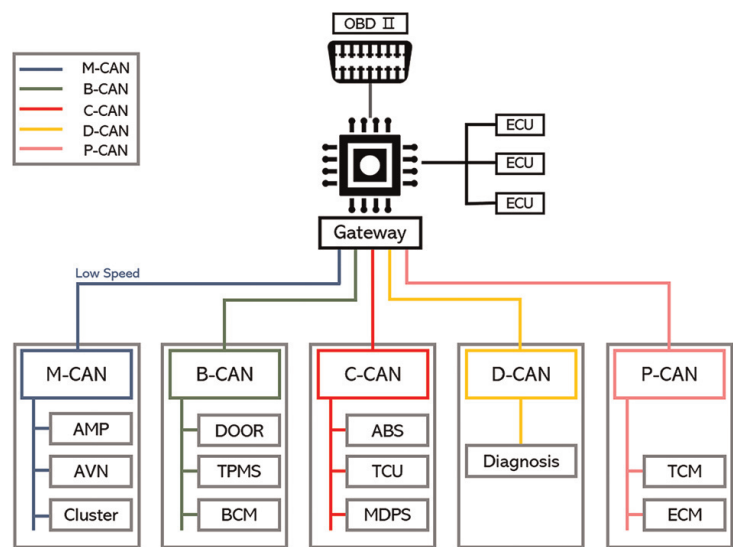 OBD Ⅱ
M-CAN
B-CAN
C-CAN
D-CAN
P-CAN
ECU
ECU
ECU
Gateway
Low Speed
M-CAN
B-CAN
C-CAN
D-CAN
P-CAN
AMP
DOOR
ABS
AVN
TPMS
TCU
Diagnosis
TCM
Cluster
BCM
MDPS
ECM